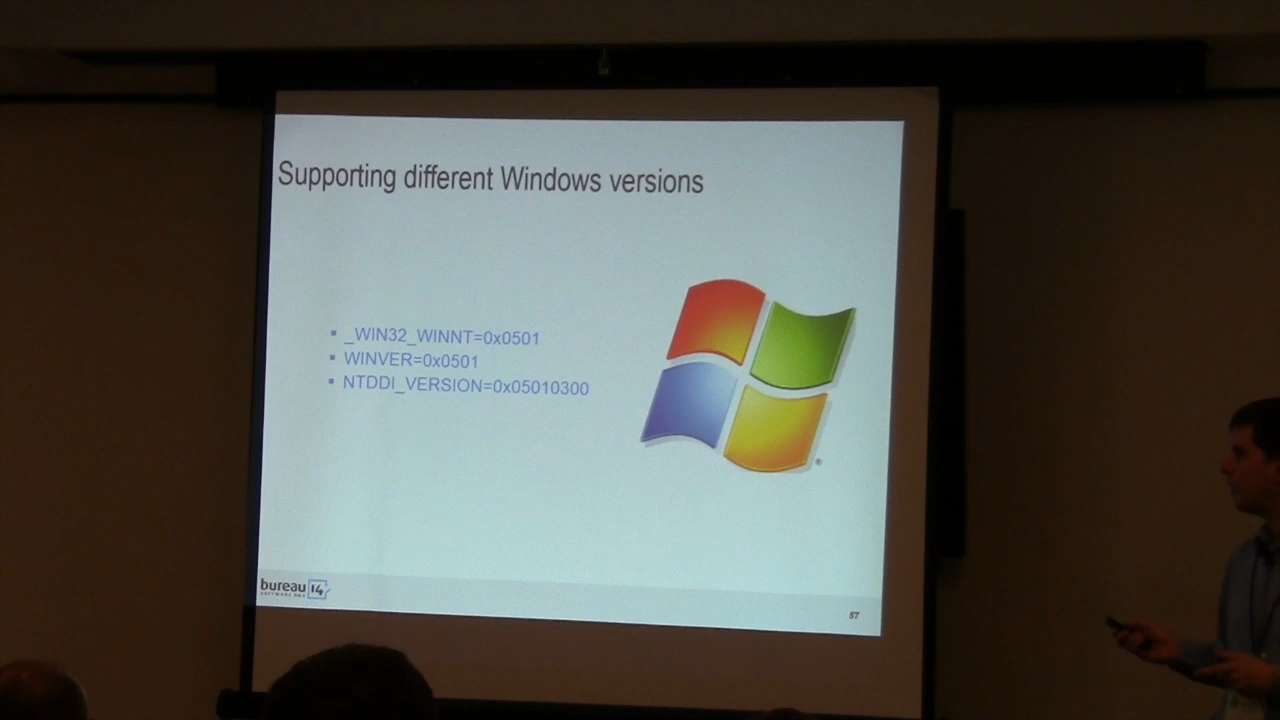 Supporting different Windows versions
_WIN32_WINNT=0x0501
WINVER=0x0501
NTDDI_VERSION=0x05010300
bureau 14
57